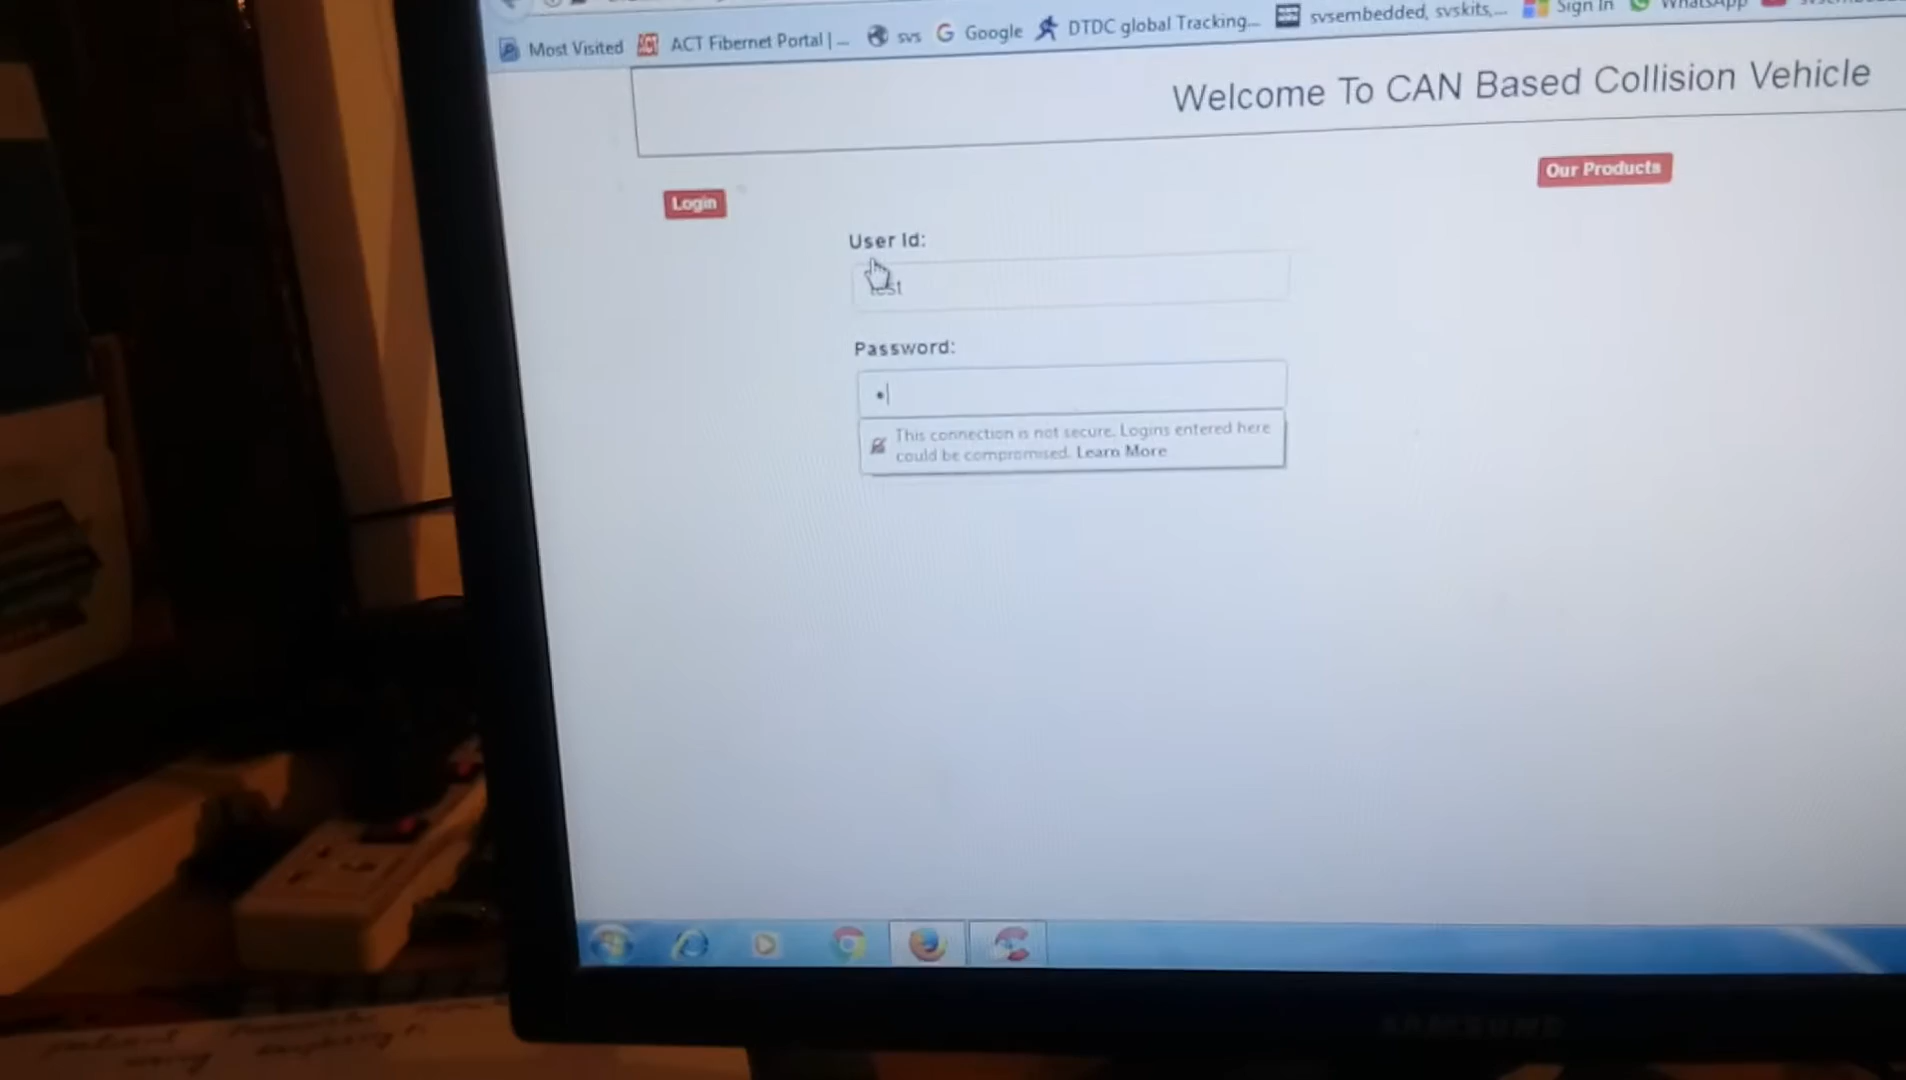 Most Visited ACT Fibernet Portal | ... svs Google DTDC global Tracking... svsembedded, svskits,... Sign In WhatsApp
Welcome To CAN Based Collision Vehicle
Our Products
Login
User Id:
test
Password:
This connection is not secure. Logins entered here
could be compromised. Learn More
SAMSUNG